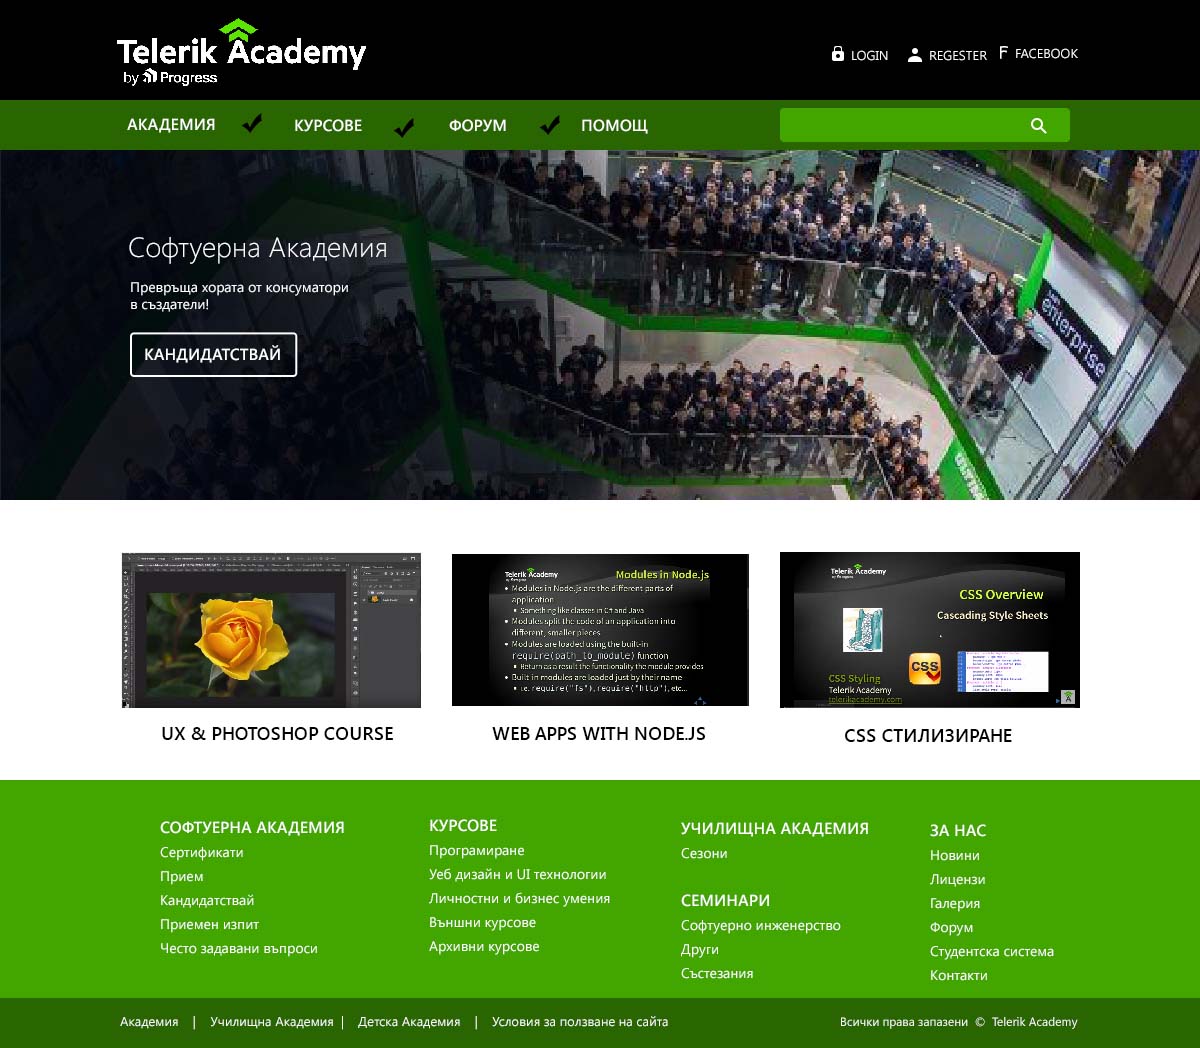 Telerik Academy
by Progress
LOGIN
REGESTER
F FACEBOOK
АКАДЕМИЯ
КУРСОВЕ
ФОРУМ
ПОМОЩ
Софтуерна Академия
Превръща хората от консуматори
в създатели!
КАНДИДАТСТВАЙ
enterprise
ULTIM
Telerik Academy
Modules in Node.js
Modules in Node.js are the different parts of
application
Something like classes in C# and Java
Modules split the code of an application into
different, smaller pieces
Modules are loaded using the built-in
require(path_to_module) function
Return as a result the functionality the module provides
Built-in modules are loaded just by their name
i.e. require("fs"), require("http"), etc...
Telerik Academy
CSS Overview
Cascading Style Sheets
CSS
CSS Styling
Telerik Academy
telerikacademy.com
UX & PHOTOSHOP COURSE
WEB APPS WITH NODE.JS
CSS СТИЛИЗИРАНЕ
СОФТУЕРНА АКАДЕМИЯ
Сертификати
Прием
Кандидатствай
Приемен изпит
Често задавани въпроси
КУРСОВЕ
Програмиране
Уеб дизайн и UI технологии
Личностни и бизнес умения
Външни курсове
Архивни курсове
УЧИЛИЩНА АКАДЕМИЯ
Сезони
СЕМИНАРИ
Софтуерно инженерство
Други
Състезания
ЗА НАС
Новини
Лицензи
Галерия
Форум
Студентска система
Контакти
Академия | Училищна Академия | Детска Академия | Условия за ползване на сайта
Всички права запазени © Telerik Academy